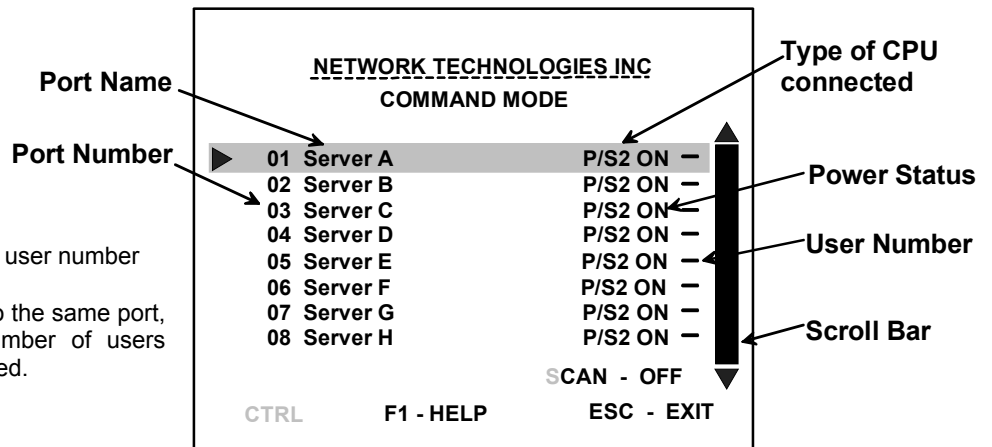 NETWORK TECHNOLOGIES INC
COMMAND MODE
Type of CPU
connected
Port Name
Port Number
01 Server A P/S2 ON –
02 Server B P/S2 ON –
03 Server C P/S2 ON –
04 Server D P/S2 ON –
05 Server E P/S2 ON –
06 Server F P/S2 ON –
07 Server G P/S2 ON –
08 Server H P/S2 ON –
Power Status
User Number
Scroll Bar
user number
the same port,
of users
SCAN - OFF
CTRL F1 - HELP ESC - EXIT